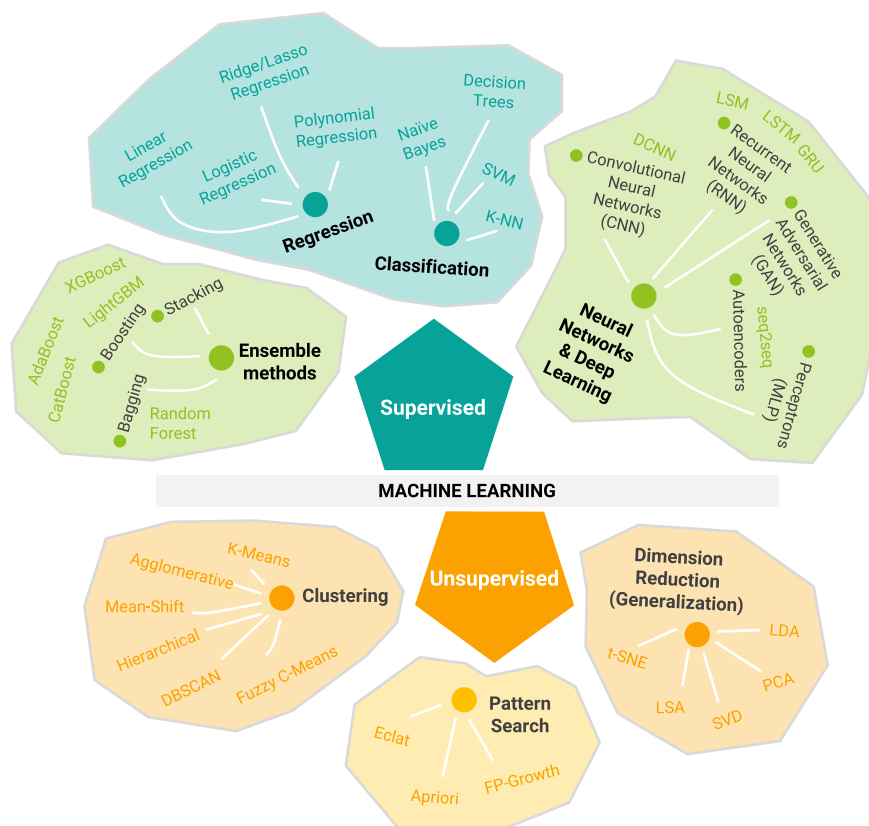 Ridge/Lasso
Regression
Linear
Regression
Logistic
Regression
Polynomial
Regression
Regression
Naïve
Bayes
Decision
Trees
SVM
K-NN
Classification
LSM
LSTM GRU
DCNN
Convolutional
Neural
Networks
(CNN)
Recurrent
Neural
Networks
(RNN)
Generative
Adversarial
Networks
(GAN)
Autoencoders
seq2seq
Perceptrons
(MLP)
Neural
Networks
& Deep
Learning
XGBoost
LightGBM
AdaBoost
CatBoost
Stacking
Boosting
Bagging
Random
Forest
Ensemble
methods
Supervised
MACHINE LEARNING
Unsupervised
K-Means
Agglomerative
Mean-Shift
Hierarchical
DBSCAN
Fuzzy C-Means
Clustering
Pattern
Search
Eclat
Apriori
FP-Growth
Dimension
Reduction
(Generalization)
t-SNE
LSA
SVD
PCA
LDA